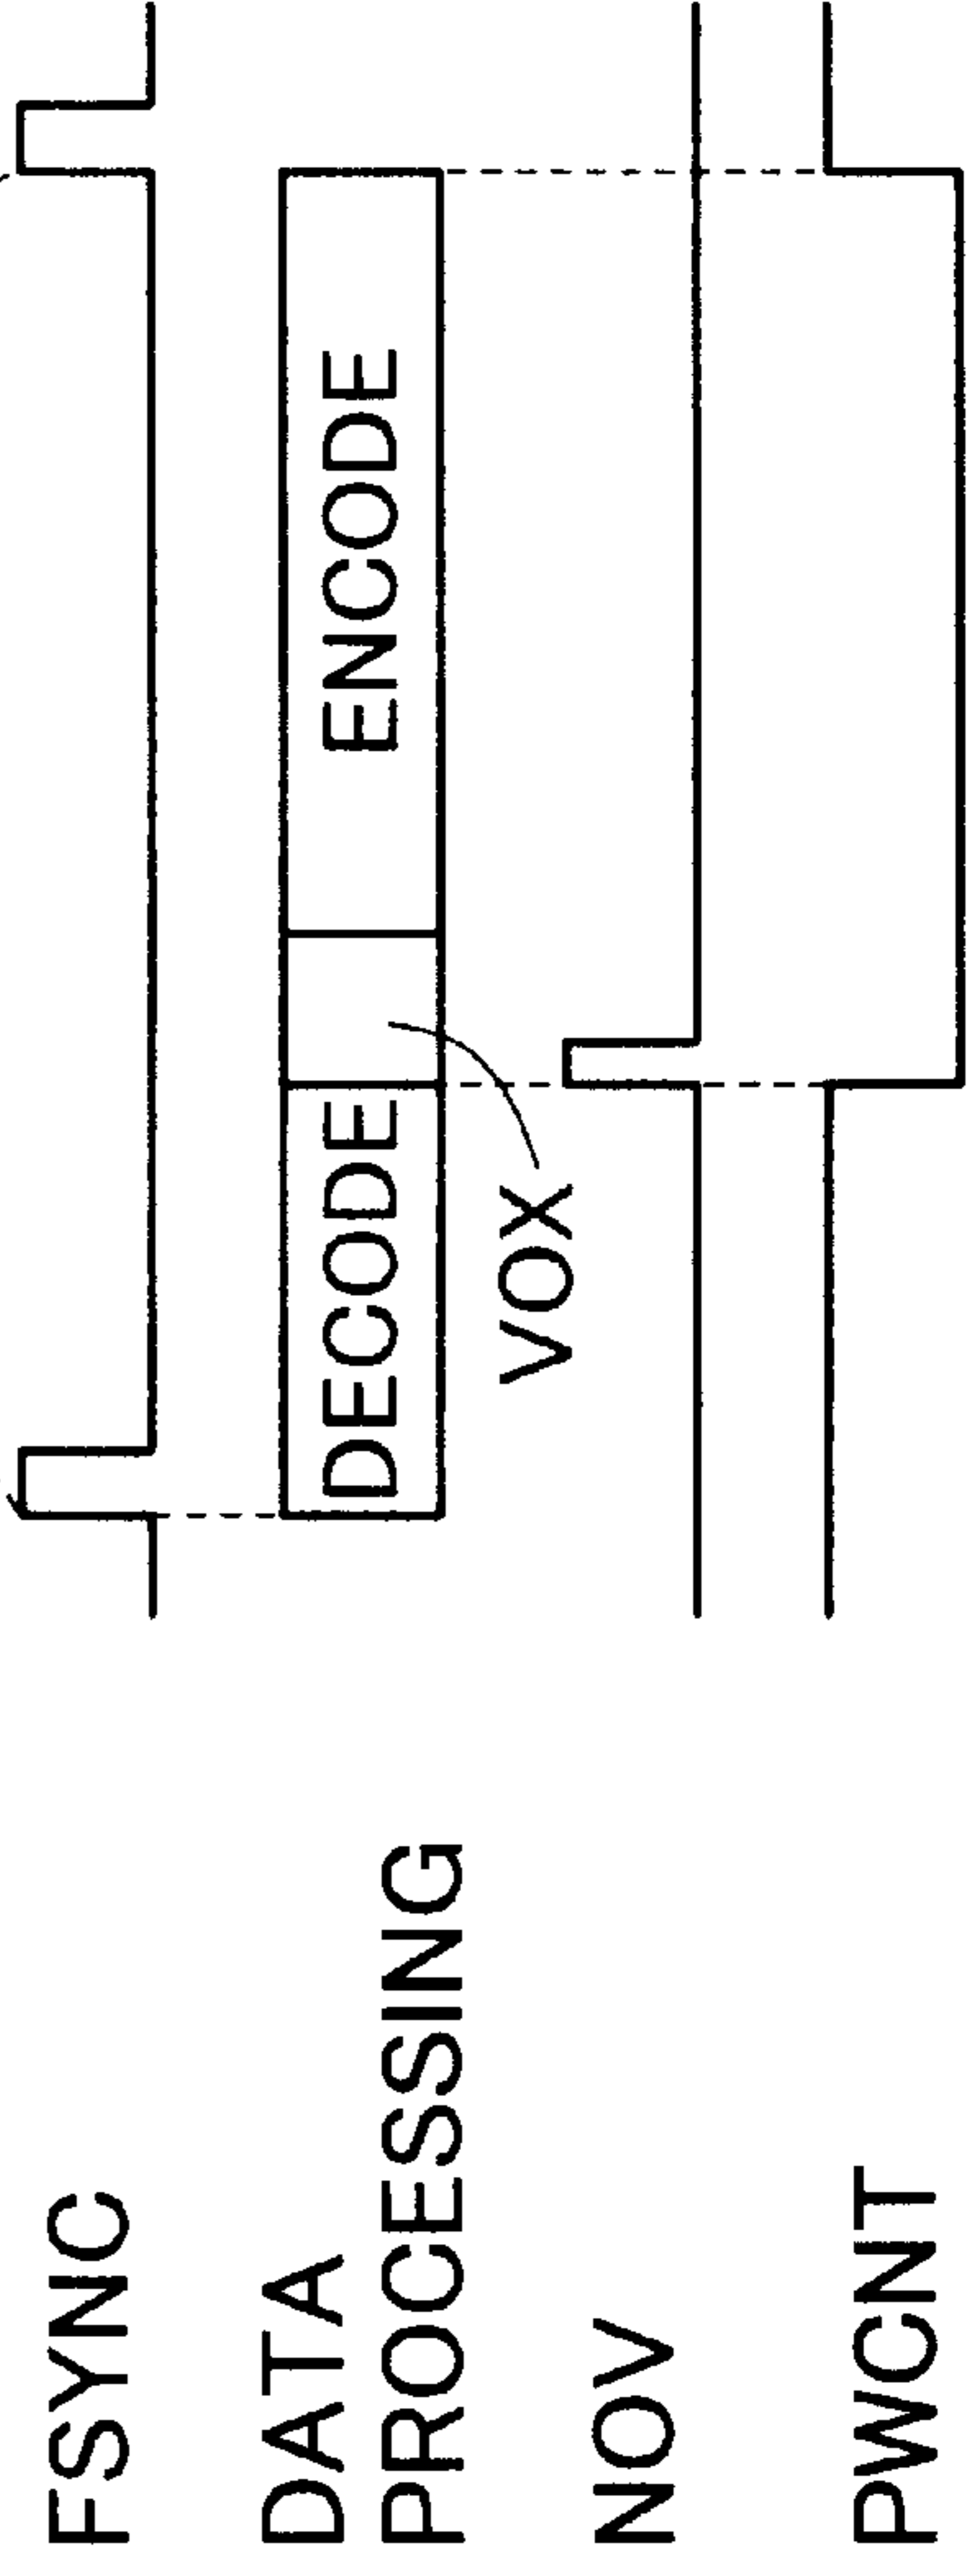 FSYNC
DATA
PROCESSING
DECODE
ENCODE
VOX
NOV
PWCNT